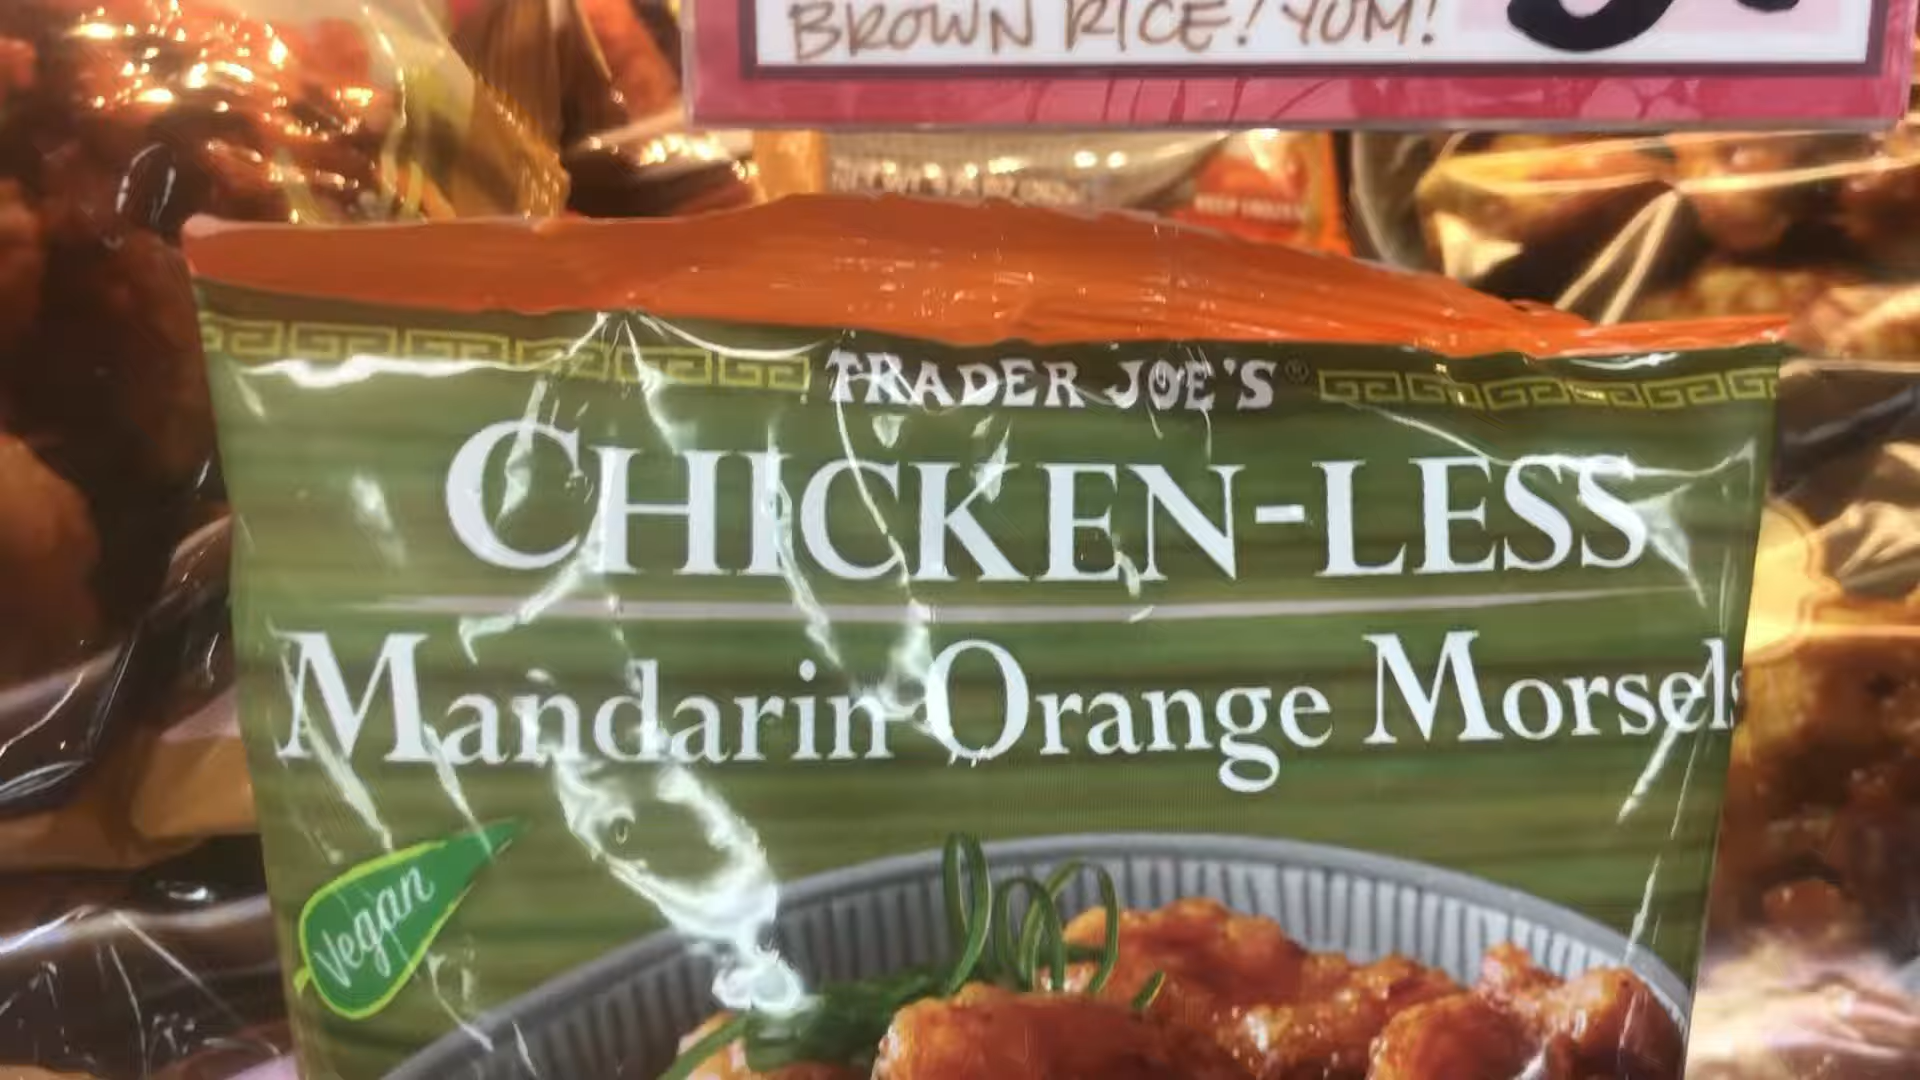 BROWN RICE! YUM!
TRADER JOE'S®
CHICKEN-LESS
Mandarin Orange Morsels
Vegan